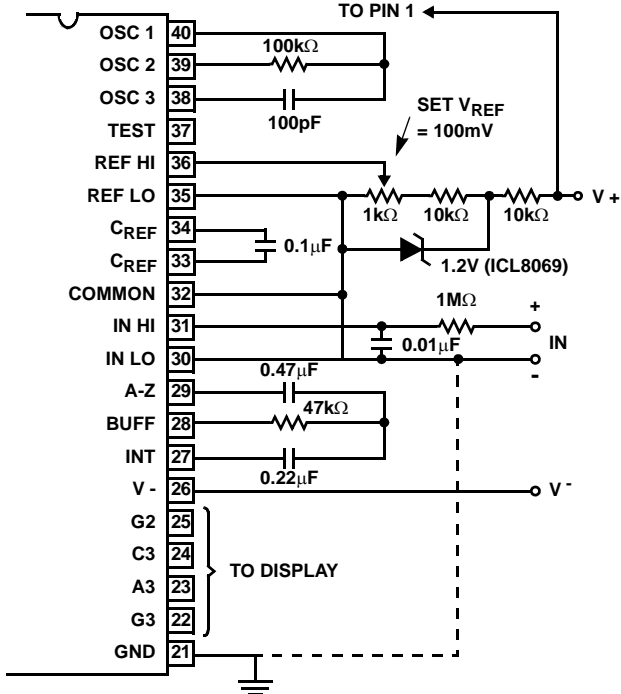 TO PIN 1
OSC 1 40
100kΩ
OSC 2 39
OSC 3 38
100pF
SET VREF
= 100mV
TEST 37
REF HI 36
REF LO 35
V +
1kΩ 10kΩ 10kΩ
CREF 34
0.1μF
CREF 33
1.2V (ICL8069)
COMMON 32
1MΩ
+
IN HI 31
IN
0.01μF
IN LO 30
-
0.47μF
A-Z 29
47kΩ
BUFF 28
INT 27
0.22μF
V - 26
V -
G2 25
C3 24
TO DISPLAY
A3 23
G3 22
GND 21